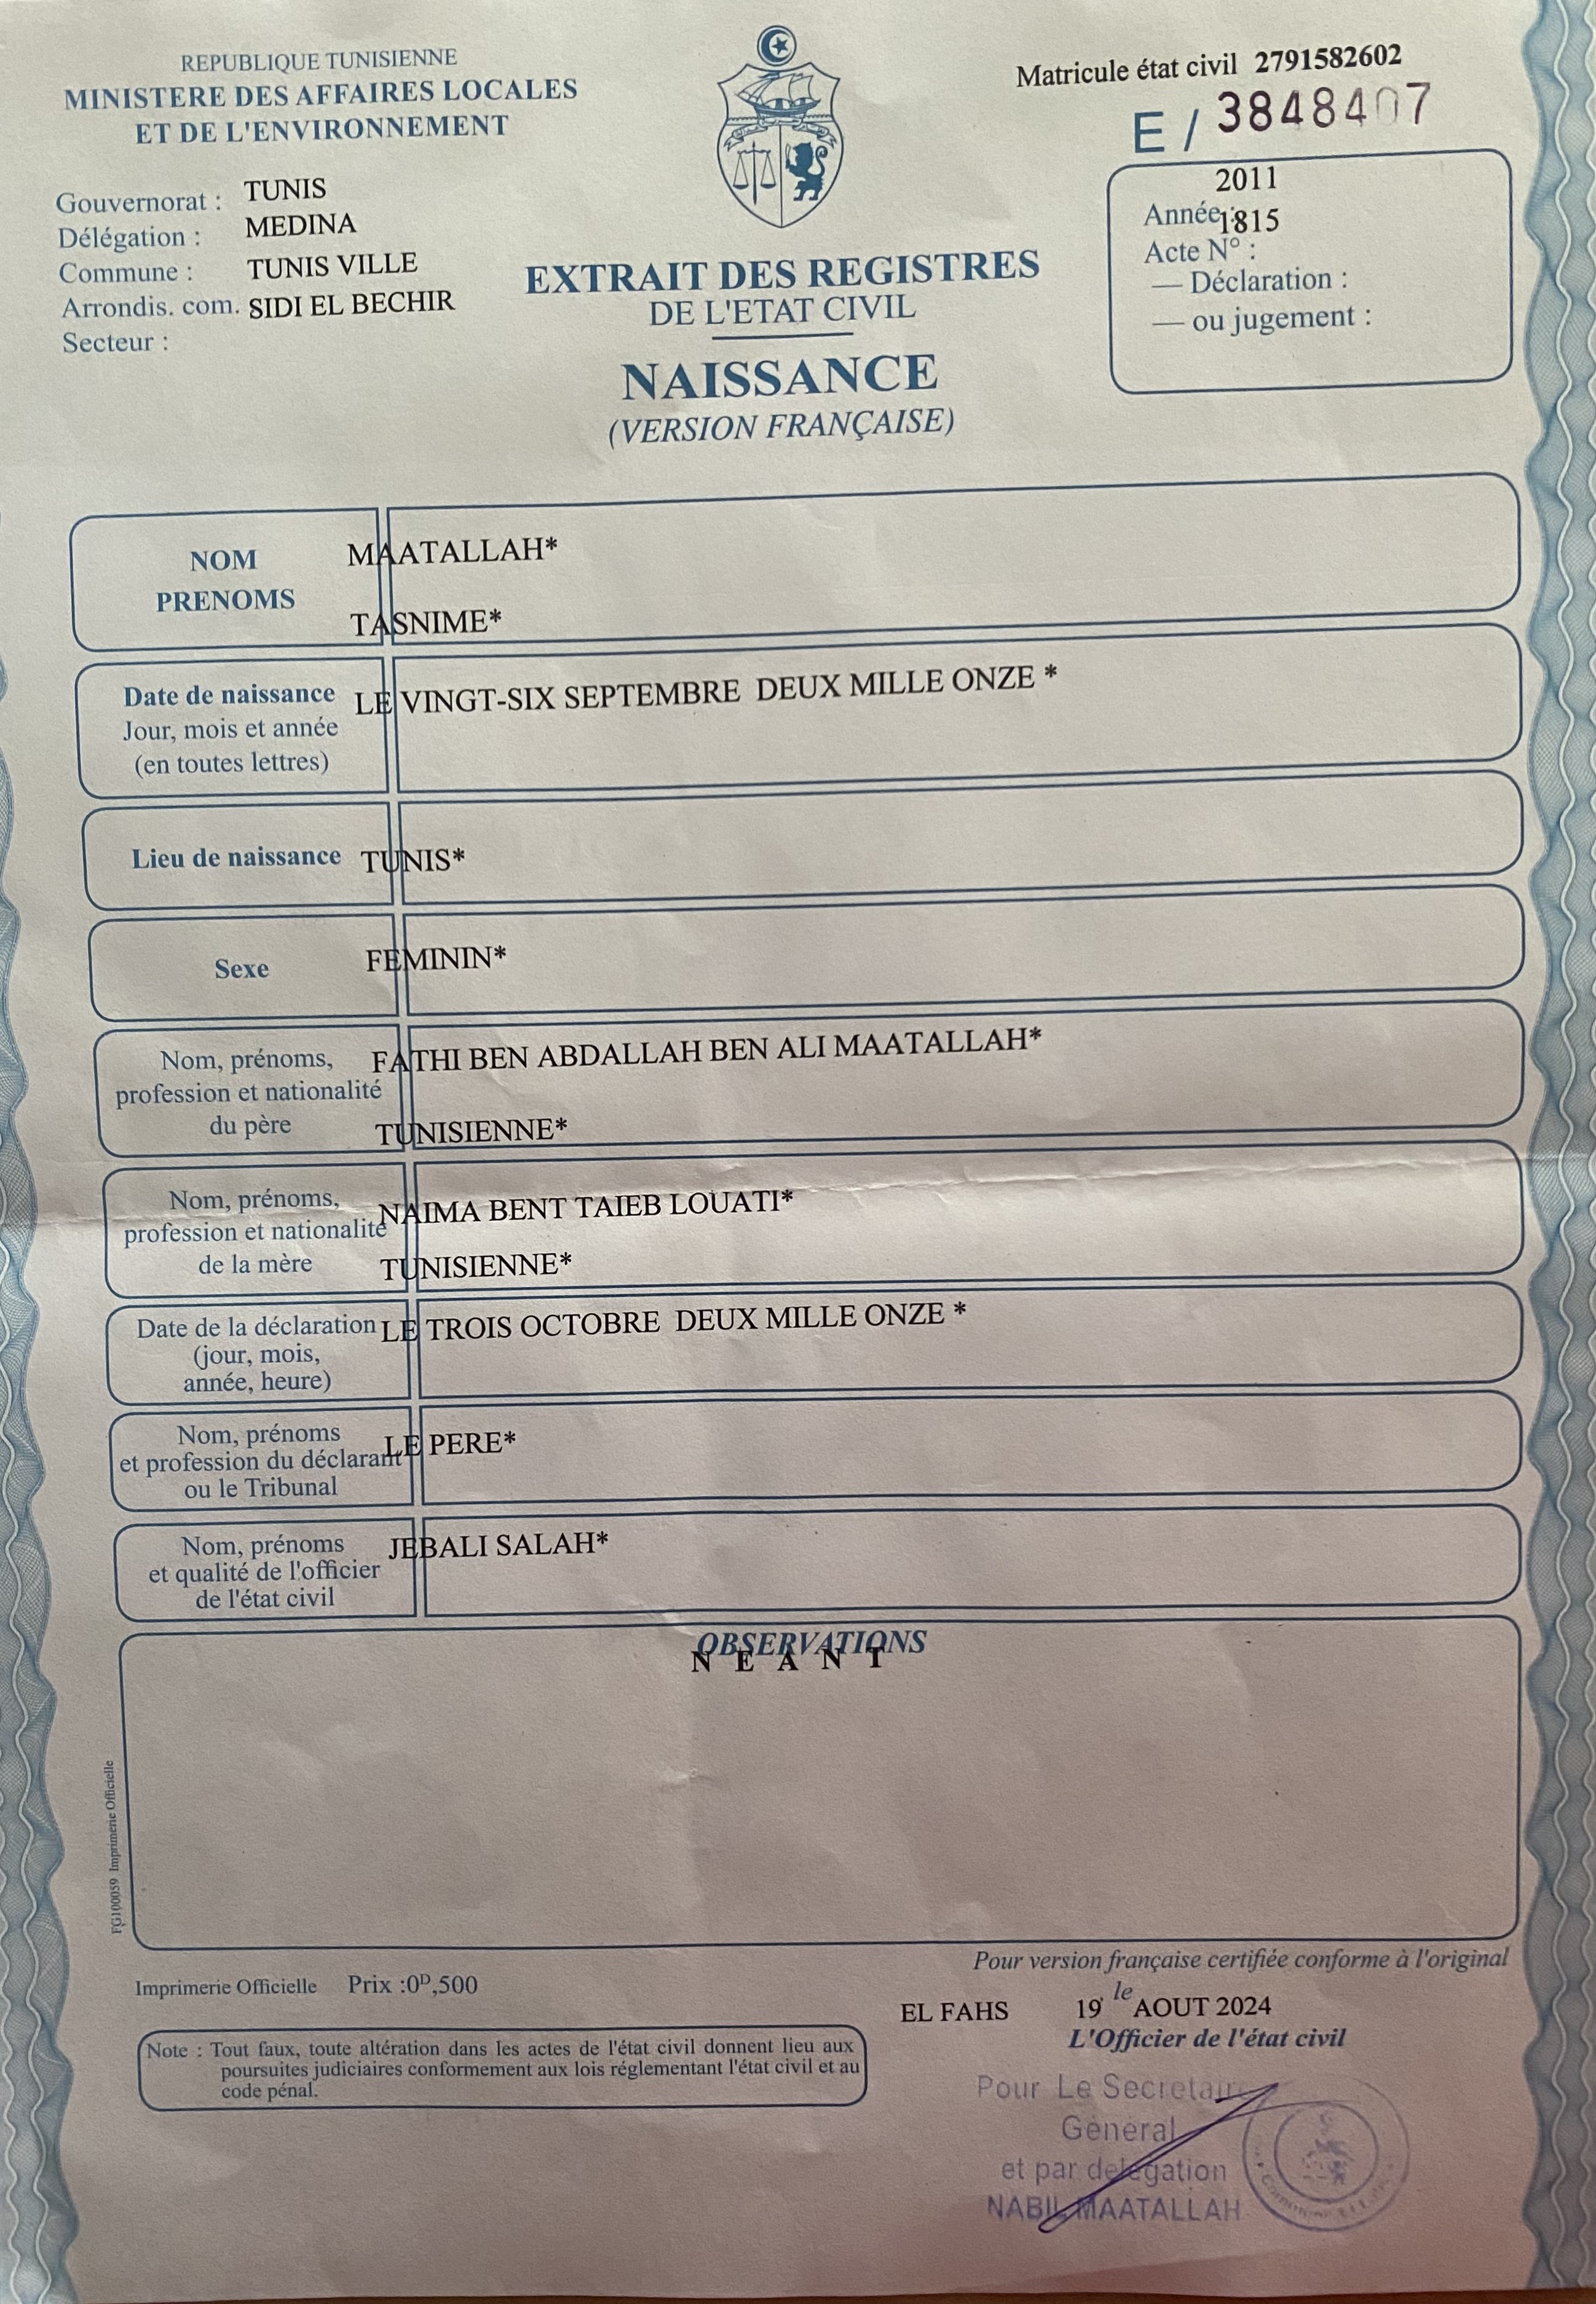 REPUBLIQUE TUNISIENNE
MINISTERE DES AFFAIRES LOCALES
ET DE L'ENVIRONNEMENT
Gouvernorat : TUNIS
Délégation : MEDINA
Commune : TUNIS VILLE
Arrondis. com. SIDI EL BECHIR
Secteur :
EXTRAIT DES REGISTRES
DE L'ETAT CIVIL
NAISSANCE
(VERSION FRANÇAISE)
Matricule état civil 2791582602
E / 3848407
2011
Année :
1815
Acte N° :
— Déclaration :
— ou jugement :
NOM
PRENOMS
MAATALLAH*
TASNIME*
Date de naissance
Jour, mois et année
(en toutes lettres)
LE VINGT-SIX SEPTEMBRE DEUX MILLE ONZE *
Lieu de naissance
TUNIS*
Sexe
FEMININ*
Nom, prénoms,
profession et nationalité
du père
FATHI BEN ABDALLAH BEN ALI MAATALLAH*
TUNISIENNE*
Nom, prénoms,
profession et nationalité
de la mère
NAIMA BENT TAIEB LOUATI*
TUNISIENNE*
Date de la déclaration
(jour, mois,
année, heure)
LE TROIS OCTOBRE DEUX MILLE ONZE *
Nom, prénoms
et profession du déclarant
ou le Tribunal
LE PERE*
Nom, prénoms
et qualité de l'officier
de l'état civil
JEBALI SALAH*
OBSERVATIONS
N E A N T
FG100059 Imprimerie Officielle
Imprimerie Officielle Prix :0ᴰ,500
Note : Tout faux, toute altération dans les actes de l'état civil donnent lieu aux
poursuites judiciaires conformement aux lois réglementant l'état civil et au
code pénal.
Pour version française certifiée conforme à l'original
le
EL FAHS 19 AOUT 2024
L'Officier de l'état civil
Pour Le Secretaire
Géneral
et par delegation
NABIL MAATALLAH